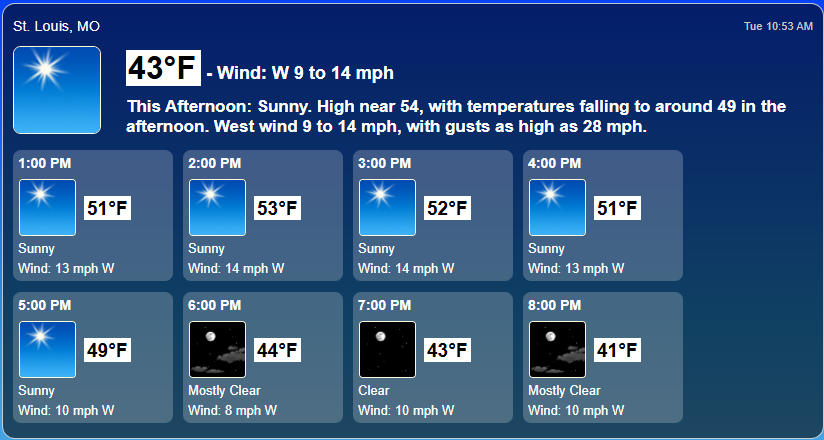 St. Louis, MO
Tue 10:53 AM
43°F - Wind: W 9 to 14 mph
This Afternoon: Sunny. High near 54, with temperatures falling to around 49 in the
afternoon. West wind 9 to 14 mph, with gusts as high as 28 mph.
1:00 PM
51°F
Sunny
Wind: 13 mph W
2:00 PM
53°F
Sunny
Wind: 14 mph W
3:00 PM
52°F
Sunny
Wind: 14 mph W
4:00 PM
51°F
Sunny
Wind: 13 mph W
5:00 PM
49°F
Sunny
Wind: 10 mph W
6:00 PM
44°F
Mostly Clear
Wind: 8 mph W
7:00 PM
43°F
Clear
Wind: 10 mph W
8:00 PM
41°F
Mostly Clear
Wind: 10 mph W